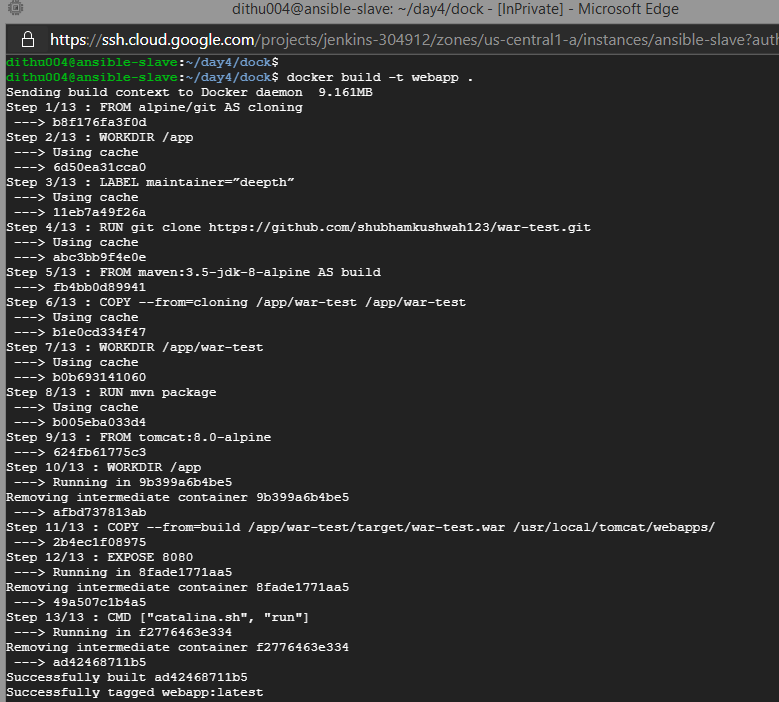 dithu004@ansible-slave: ~/day4/dock - [InPrivate] - Microsoft Edge
https://ssh.cloud.google.com/projects/jenkins-304912/zones/us-central1-a/instances/ansible-slave?auth
dithu004@ansible-slave:~/day4/dock$
dithu004@ansible-slave:~/day4/dock$ docker build -t webapp .
Sending build context to Docker daemon  9.161MB
Step 1/13 : FROM alpine/git AS cloning
 ---> b8f176fa3f0d
Step 2/13 : WORKDIR /app
 ---> Using cache
 ---> 6d50ea31cca0
Step 3/13 : LABEL maintainer=”deepth”
 ---> Using cache
 ---> 11eb7a49f26a
Step 4/13 : RUN git clone https://github.com/shubhamkushwah123/war-test.git
 ---> Using cache
 ---> abc3bb9f4e0e
Step 5/13 : FROM maven:3.5-jdk-8-alpine AS build
 ---> fb4bb0d89941
Step 6/13 : COPY --from=cloning /app/war-test /app/war-test
 ---> Using cache
 ---> b1e0cd334f47
Step 7/13 : WORKDIR /app/war-test
 ---> Using cache
 ---> b0b693141060
Step 8/13 : RUN mvn package
 ---> Using cache
 ---> b005eba033d4
Step 9/13 : FROM tomcat:8.0-alpine
 ---> 624fb61775c3
Step 10/13 : WORKDIR /app
 ---> Running in 9b399a6b4be5
Removing intermediate container 9b399a6b4be5
 ---> afbd737813ab
Step 11/13 : COPY --from=build /app/war-test/target/war-test.war /usr/local/tomcat/webapps/
 ---> 2b4ec1f08975
Step 12/13 : EXPOSE 8080
 ---> Running in 8fade1771aa5
Removing intermediate container 8fade1771aa5
 ---> 49a507c1b4a5
Step 13/13 : CMD ["catalina.sh", "run"]
 ---> Running in f2776463e334
Removing intermediate container f2776463e334
 ---> ad42468711b5
Successfully built ad42468711b5
Successfully tagged webapp:latest